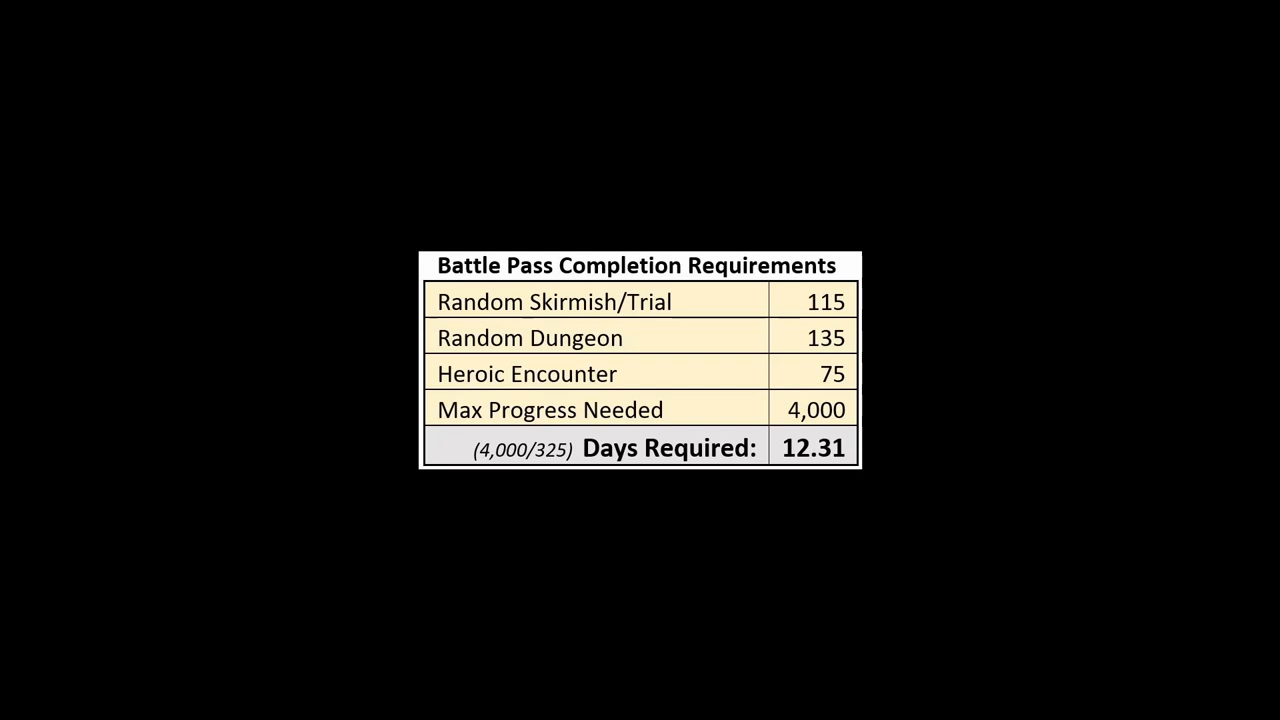 Battle Pass Completion Requirements
Random Skirmish/Trial 115
Random Dungeon 135
Heroic Encounter 75
Max Progress Needed 4,000
(4,000/325) Days Required: 12.31